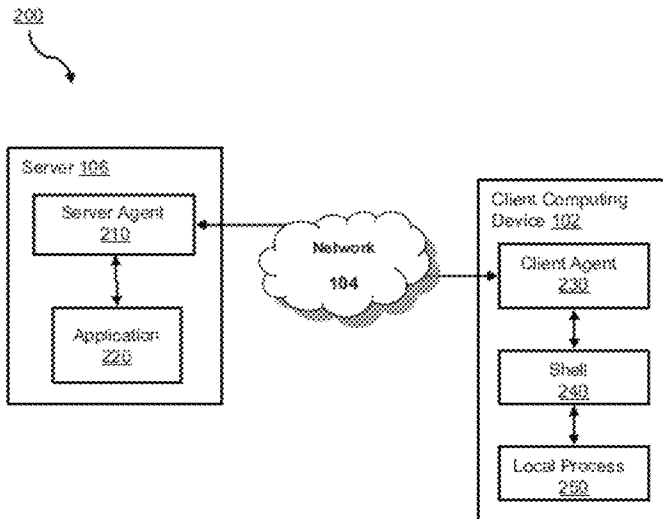 200
Server 106
Server Agent
210
Application
220
Network
104
Client Computing
Device 102
Client Agent
230
Shell
240
Local Process
250